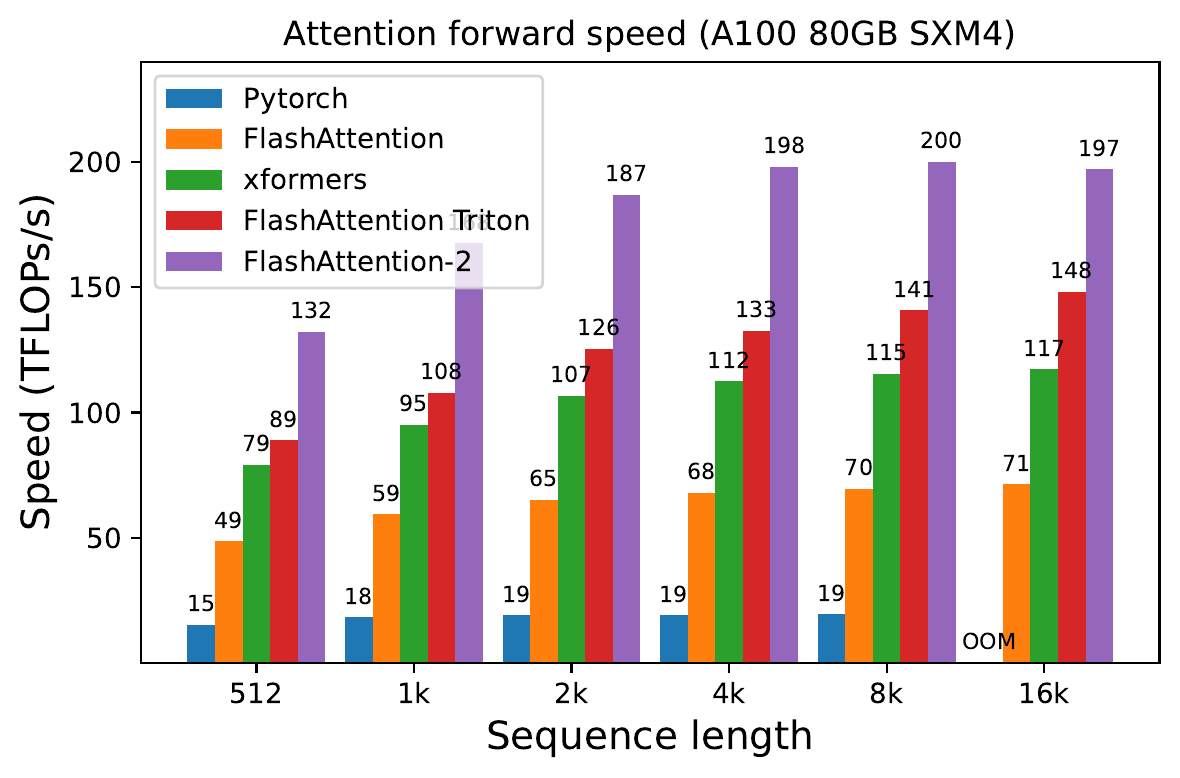 Attention forward speed (A100 80GB SXM4)
Pytorch
FlashAttention
xformers
FlashAttention Triton
FlashAttention-2
Speed (TFLOPs/s)
200
150
100
50
15
49
79
89
132
18
59
95
108
19
65
107
126
187
19
68
112
133
198
19
70
115
141
200
OOM
71
117
148
197
512
1k
2k
4k
8k
16k
Sequence length